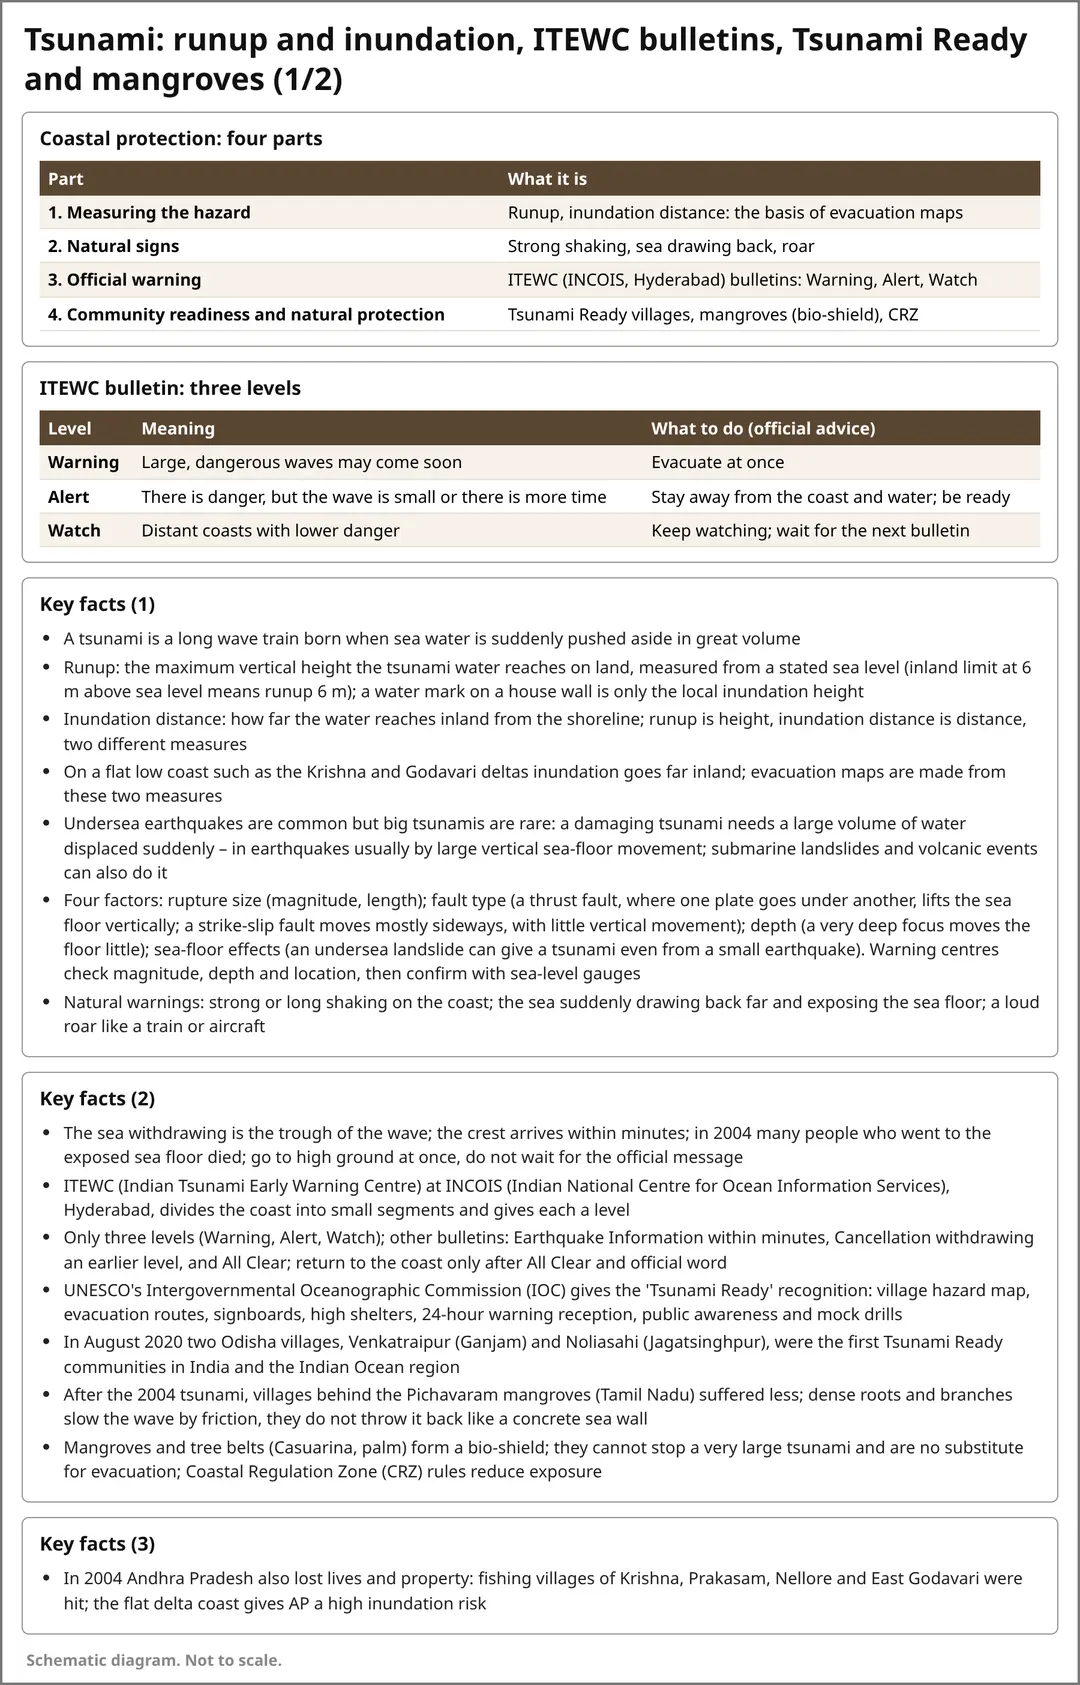 Tsunami: runup and inundation, ITEWC bulletins, Tsunami Ready
and mangroves (1/2)
Coastal protection: four parts
Part What it is
1. Measuring the hazard Runup, inundation distance: the basis of evacuation maps
2. Natural signs Strong shaking, sea drawing back, roar
3. Official warning ITEWC (INCOIS, Hyderabad) bulletins: Warning, Alert, Watch
4. Community readiness and natural protection Tsunami Ready villages, mangroves (bio-shield), CRZ
ITEWC bulletin: three levels
Level Meaning What to do (official advice)
Warning Large, dangerous waves may come soon Evacuate at once
Alert There is danger, but the wave is small or there is more time Stay away from the coast and water; be ready
Watch Distant coasts with lower danger Keep watching; wait for the next bulletin
Key facts (1)
• A tsunami is a long wave train born when sea water is suddenly pushed aside in great volume
• Runup: the maximum vertical height the tsunami water reaches on land, measured from a stated sea level (inland limit at 6
m above sea level means runup 6 m); a water mark on a house wall is only the local inundation height
• Inundation distance: how far the water reaches inland from the shoreline; runup is height, inundation distance is distance,
two different measures
• On a flat low coast such as the Krishna and Godavari deltas inundation goes far inland; evacuation maps are made from
these two measures
• Undersea earthquakes are common but big tsunamis are rare: a damaging tsunami needs a large volume of water
displaced suddenly – in earthquakes usually by large vertical sea-floor movement; submarine landslides and volcanic events
can also do it
• Four factors: rupture size (magnitude, length); fault type (a thrust fault, where one plate goes under another, lifts the sea
floor vertically; a strike-slip fault moves mostly sideways, with little vertical movement); depth (a very deep focus moves the
floor little); sea-floor effects (an undersea landslide can give a tsunami even from a small earthquake). Warning centres
check magnitude, depth and location, then confirm with sea-level gauges
• Natural warnings: strong or long shaking on the coast; the sea suddenly drawing back far and exposing the sea floor; a loud
roar like a train or aircraft
Key facts (2)
• The sea withdrawing is the trough of the wave; the crest arrives within minutes; in 2004 many people who went to the
exposed sea floor died; go to high ground at once, do not wait for the official message
• ITEWC (Indian Tsunami Early Warning Centre) at INCOIS (Indian National Centre for Ocean Information Services),
Hyderabad, divides the coast into small segments and gives each a level
• Only three levels (Warning, Alert, Watch); other bulletins: Earthquake Information within minutes, Cancellation withdrawing
an earlier level, and All Clear; return to the coast only after All Clear and official word
• UNESCO's Intergovernmental Oceanographic Commission (IOC) gives the 'Tsunami Ready' recognition: village hazard map,
evacuation routes, signboards, high shelters, 24-hour warning reception, public awareness and mock drills
• In August 2020 two Odisha villages, Venkatraipur (Ganjam) and Noliasahi (Jagatsinghpur), were the first Tsunami Ready
communities in India and the Indian Ocean region
• After the 2004 tsunami, villages behind the Pichavaram mangroves (Tamil Nadu) suffered less; dense roots and branches
slow the wave by friction, they do not throw it back like a concrete sea wall
• Mangroves and tree belts (Casuarina, palm) form a bio-shield; they cannot stop a very large tsunami and are no substitute
for evacuation; Coastal Regulation Zone (CRZ) rules reduce exposure
Key facts (3)
• In 2004 Andhra Pradesh also lost lives and property: fishing villages of Krishna, Prakasam, Nellore and East Godavari were
hit; the flat delta coast gives AP a high inundation risk
Schematic diagram. Not to scale.